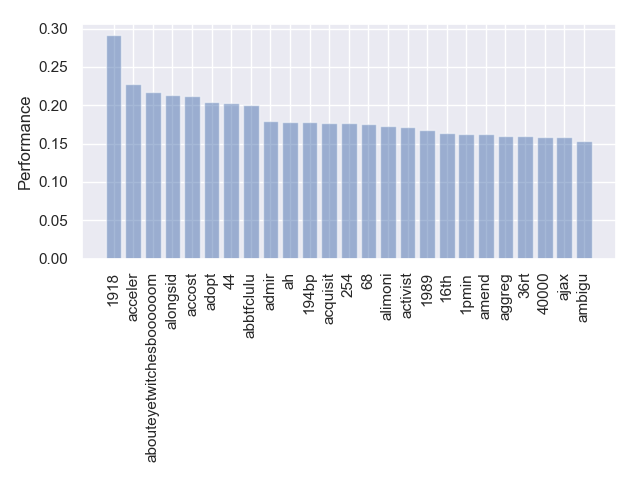 0.30
0.25
0.20
0.15
0.10
0.05
0.00
Performance
1918
acceler
abouteyetwitchesboooooom
alongsid
accost
adopt
44
abbtfclulu
admir
ah
194bp
acquisit
254
68
alimoni
activist
1989
16th
1pmin
amend
aggreg
36rt
40000
ajax
ambigu